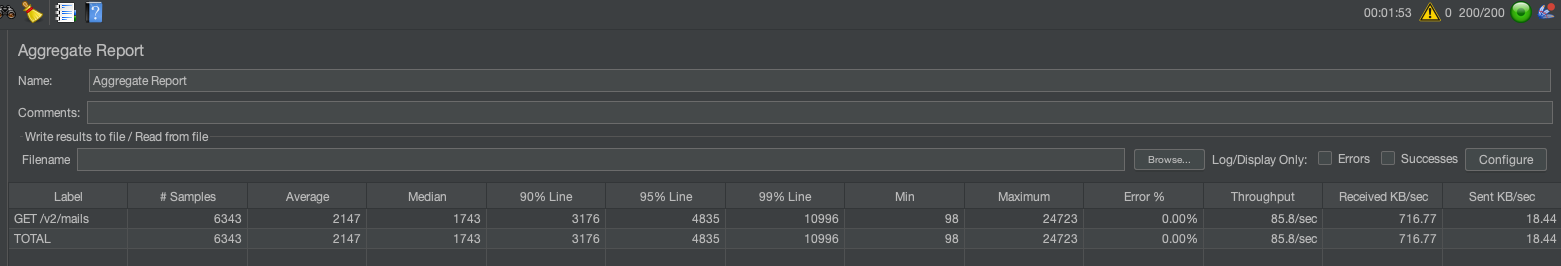 00:01:53 0 200/200
Aggregate Report
Name: Aggregate Report
Comments:
Write results to file / Read from file
Filename Browse... Log/Display Only: Errors Successes Configure
Label # Samples Average Median 90% Line 95% Line 99% Line Min Maximum Error % Throughput Received KB/sec Sent KB/sec
GET /v2/mails 6343 2147 1743 3176 4835 10996 98 24723 0.00% 85.8/sec 716.77 18.44
TOTAL 6343 2147 1743 3176 4835 10996 98 24723 0.00% 85.8/sec 716.77 18.44